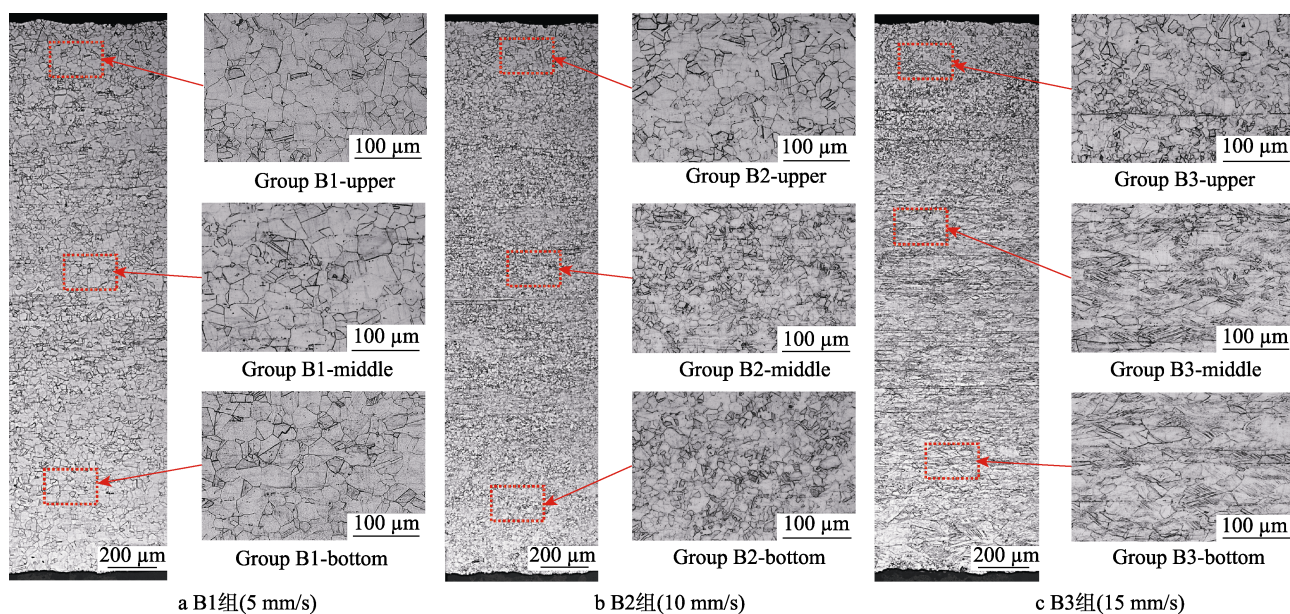 100 µm
Group B1-upper
100 µm
Group B1-middle
100 µm
Group B1-bottom
200 µm
a B1组(5 mm/s)
100 µm
Group B2-upper
100 µm
Group B2-middle
100 µm
Group B2-bottom
200 µm
b B2组(10 mm/s)
100 µm
Group B3-upper
100 µm
Group B3-middle
100 µm
Group B3-bottom
200 µm
c B3组(15 mm/s)